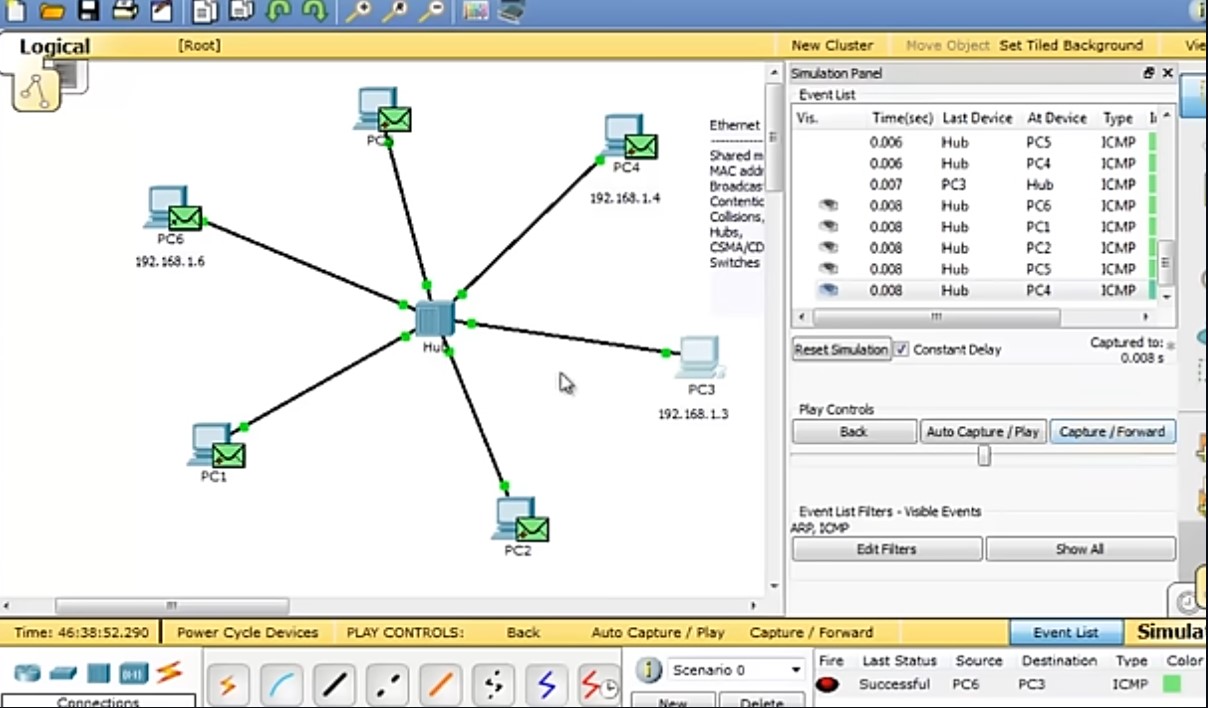 Logical
[Root]
New Cluster
Move Object
Set Tiled Background
Simulation Panel
Event List
Vis. Time(sec) Last Device At Device Type
0.006 Hub PC5 ICMP
0.006 Hub PC4 ICMP
0.007 PC3 Hub ICMP
0.008 Hub PC6 ICMP
0.008 Hub PC1 ICMP
0.008 Hub PC2 ICMP
0.008 Hub PC5 ICMP
0.008 Hub PC4 ICMP
Reset Simulation
Constant Delay
Captured to:
0.008 s
Play Controls
Back
Auto Capture / Play
Capture / Forward
Event List Filters - Visible Events
ARP, ICMP
Edit Filters
Show All
PC4
192.168.1.4
PC6
192.168.1.6
Hub
PC3
192.168.1.3
PC1
PC2
Ethernet
Shared m
MAC addr
Broadcas
Contentic
Collisions,
Hubs,
CSMA/CD
Switches
Time: 46:38:52.290
Power Cycle Devices
PLAY CONTROLS:
Back
Auto Capture / Play
Capture / Forward
Event List
Simula
Connections
Scenario 0
New
Delete
Fire Last Status Source Destination Type Color
Successful PC6 PC3 ICMP